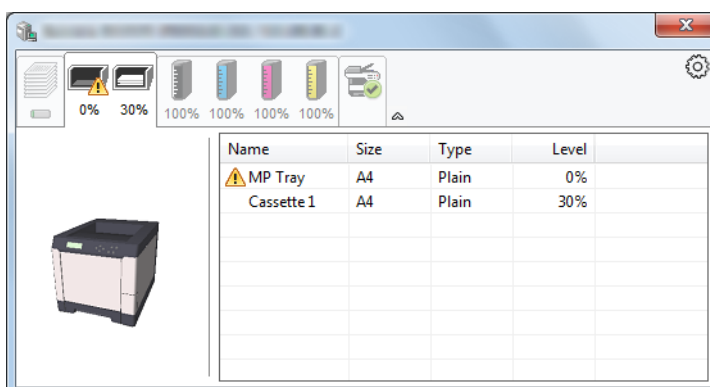 0% 30% 100% 100% 100% 100%
Name Size Type Level
MP Tray A4 Plain 0%
Cassette 1 A4 Plain 30%